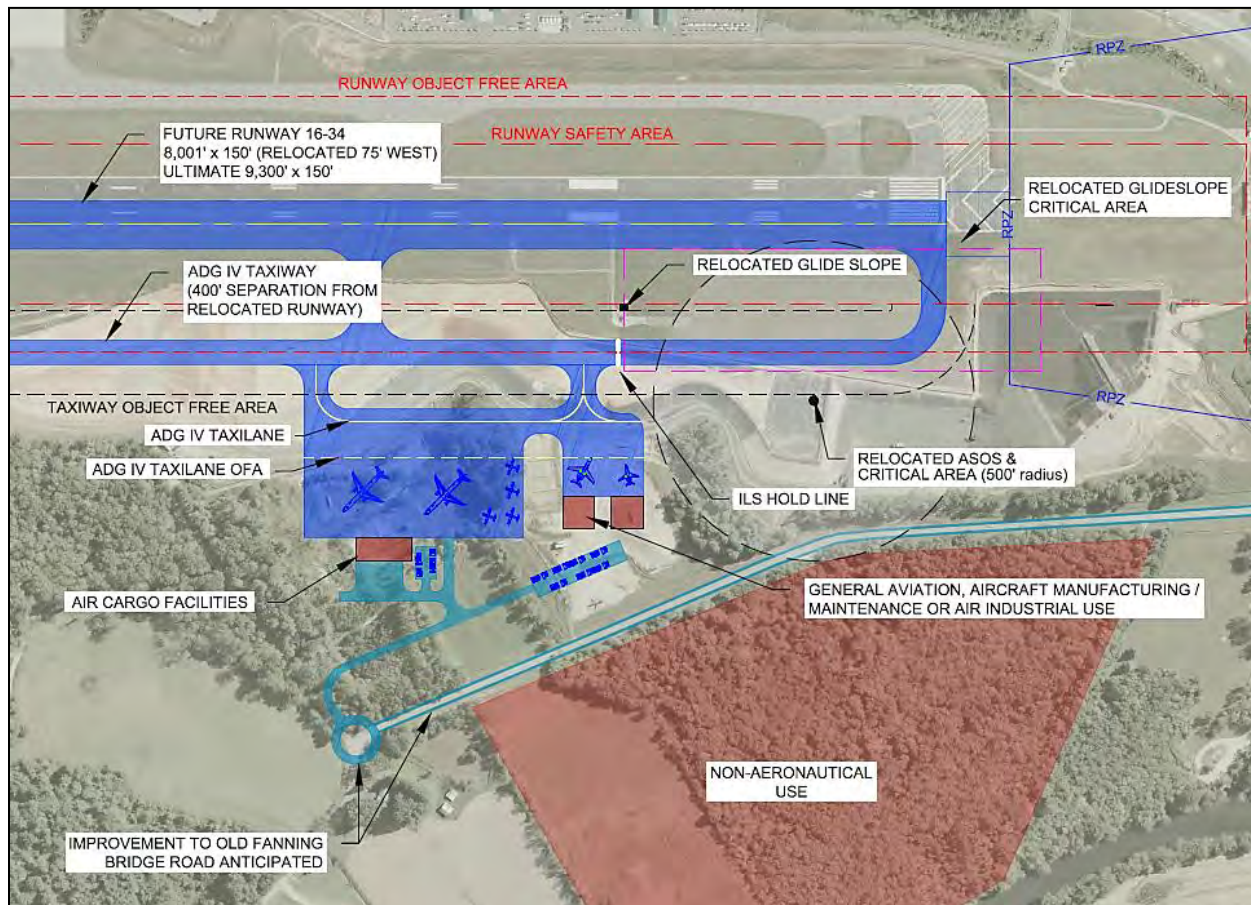 RPZ
RUNWAY OBJECT FREE AREA
RUNWAY SAFETY AREA
FUTURE RUNWAY 16-34
8,001' x 150' (RELOCATED 75' WEST)
ULTIMATE 9,300' x 150'
34
RELOCATED GLIDESLOPE
CRITICAL AREA
RPZ
ADG IV TAXIWAY
(400' SEPARATION FROM
RELOCATED RUNWAY)
RELOCATED GLIDE SLOPE
RPZ
TAXIWAY OBJECT FREE AREA
ADG IV TAXILANE
ADG IV TAXILANE OFA
RELOCATED ASOS &
CRITICAL AREA (500' radius)
ILS HOLD LINE
AIR CARGO FACILITIES
GENERAL AVIATION, AIRCRAFT MANUFACTURING /
MAINTENANCE OR AIR INDUSTRIAL USE
NON-AERONAUTICAL
USE
IMPROVEMENT TO OLD FANNING
BRIDGE ROAD ANTICIPATED